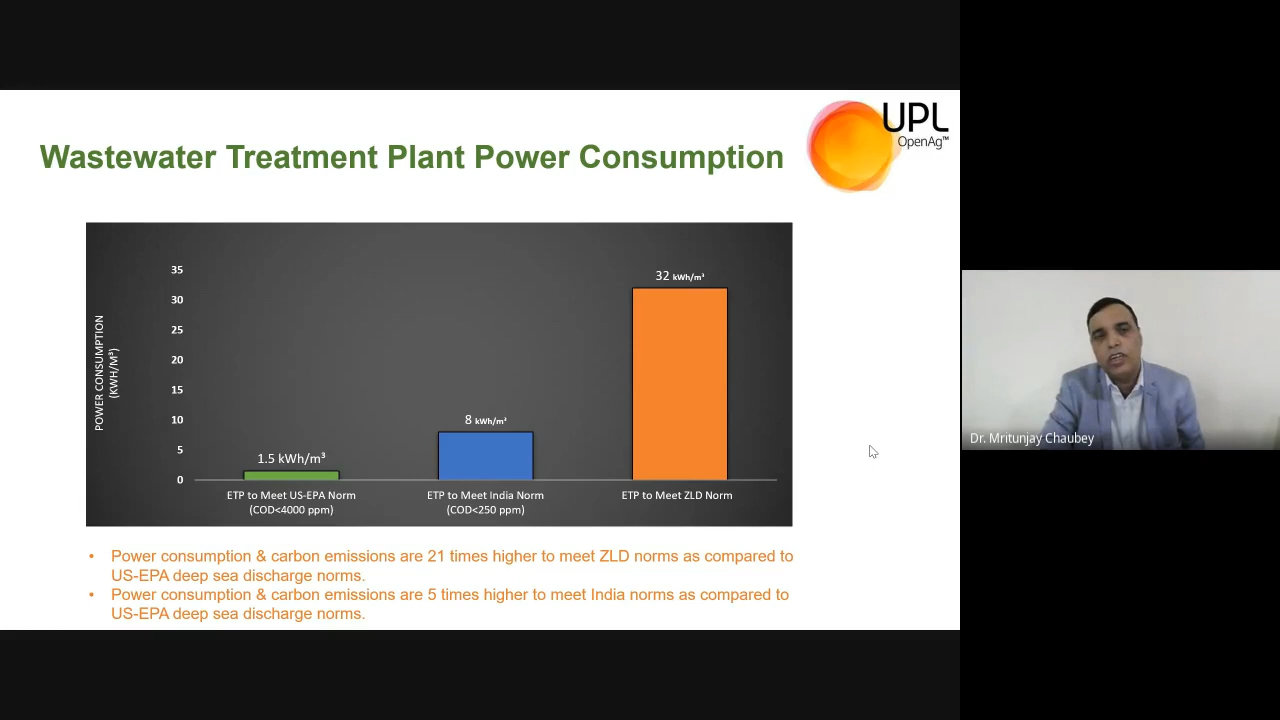 UPL
OpenAg™
Wastewater Treatment Plant Power Consumption
POWER CONSUMPTION
(KWH/M³)
35
30
25
20
15
10
5
0
1.5 kWh/m³
8 kWh/m³
32 kWh/m³
ETP to Meet US-EPA Norm
(COD<4000 ppm)
ETP to Meet India Norm
(COD<250 ppm)
ETP to Meet ZLD Norm
• Power consumption & carbon emissions are 21 times higher to meet ZLD norms as compared to
US-EPA deep sea discharge norms.
• Power consumption & carbon emissions are 5 times higher to meet India norms as compared to
US-EPA deep sea discharge norms.
Dr. Mritunjay Chaubey